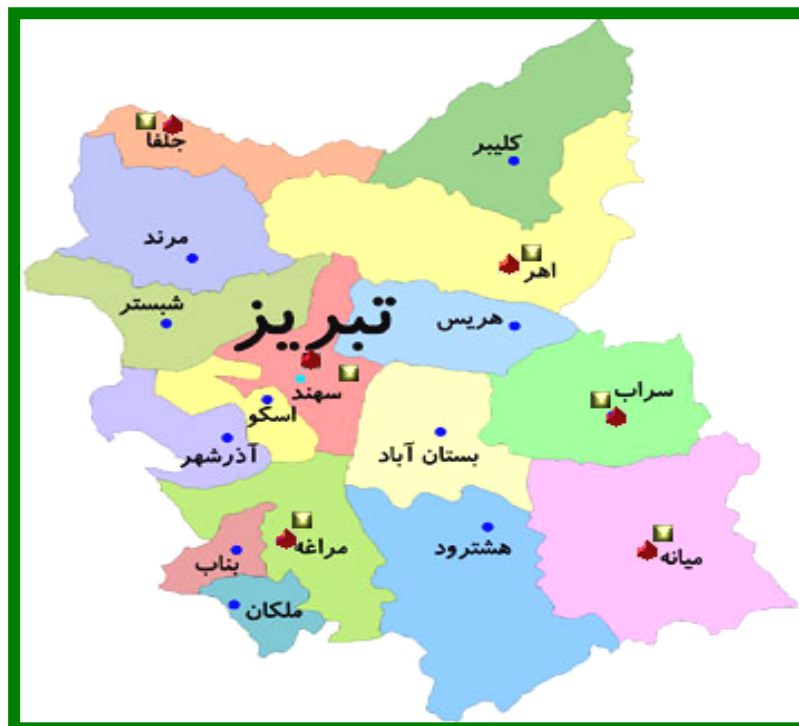 جلفا
کلیبر
مرند
اهر
شبستر
تبریز
هریس
سهند
سراب
اسکو
آذرشهر
بستان آباد
مراغه
هشترود
میانه
بناب
ملکان